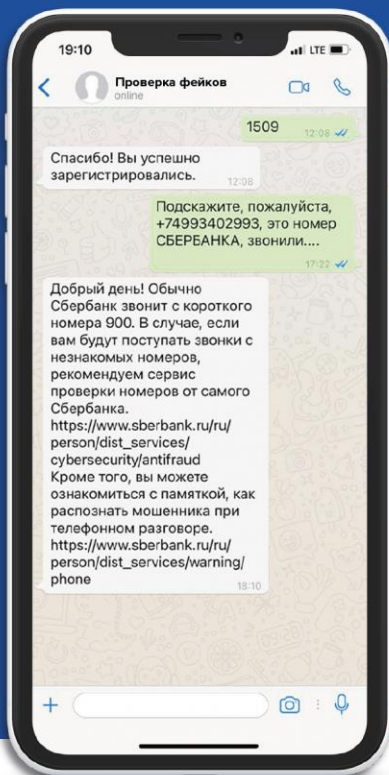 19:10
LTE
Проверка фейков
online
1509
12:08
Спасибо! Вы успешно
зарегистрировались.
12:08
Подскажите, пожалуйста,
+74993402993, это номер
СБЕРБАНКА, звонили....
17:22
Добрый день! Обычно
Сбербанк звонит с короткого
номера 900. В случае, если
вам будут поступать звонки с
незнакомых номеров,
рекомендуем сервис
проверки номеров от самого
Сбербанка.
https://www.sberbank.ru/ru/
person/dist_services/
cybersecurity/antifraud
Кроме того, вы можете
ознакомиться с памяткой, как
распознать мошенника при
телефонном разговоре.
https://www.sberbank.ru/ru/
person/dist_services/warning/
phone
18:10